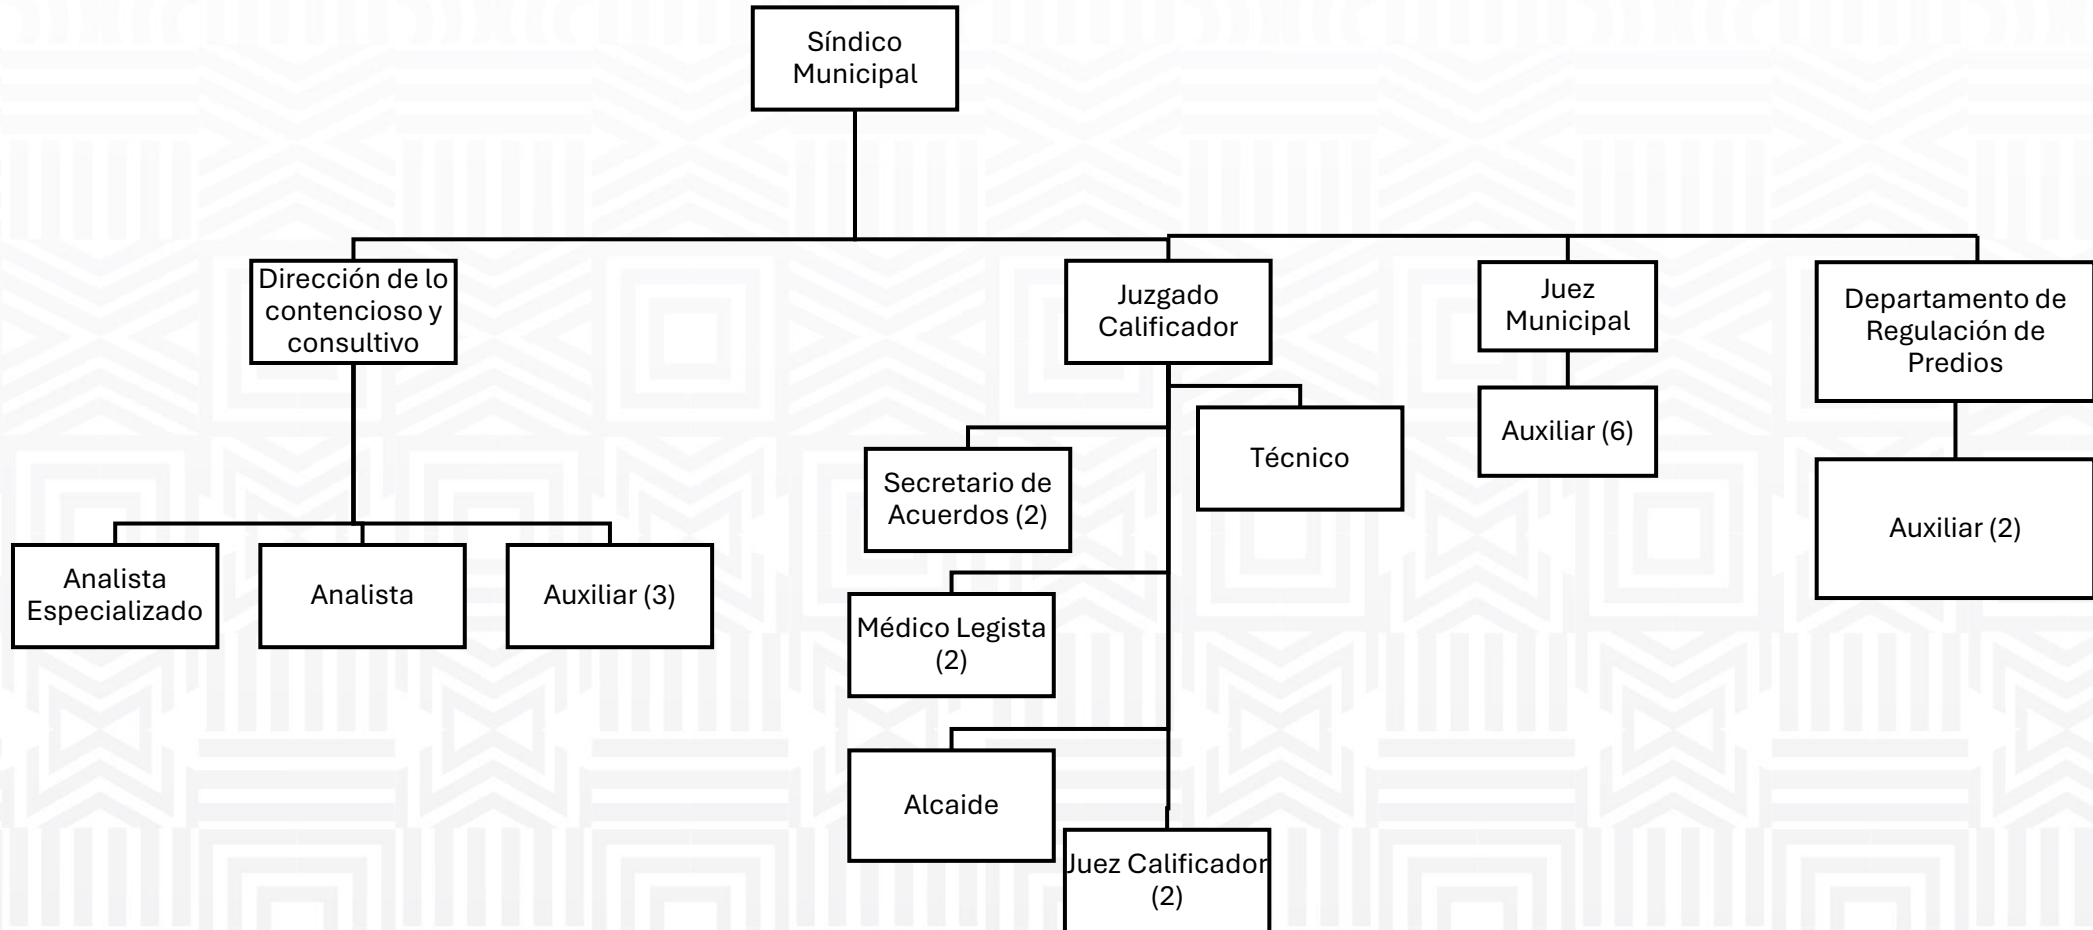 Síndico
Municipal
Dirección de lo
contencioso y
consultivo
Juzgado
Calificador
Juez
Municipal
Departamento de
Regulación de
Predios
Auxiliar (6)
Técnico
Secretario de
Acuerdos (2)
Auxiliar (2)
Analista
Especializado
Analista
Auxiliar (3)
Médico Legista
(2)
Alcaide
Juez Calificador
(2)